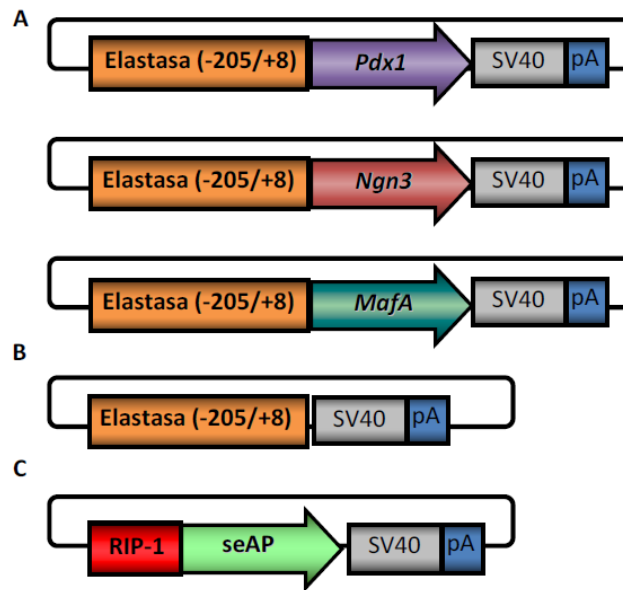 A
Elastasa (-205/+8) Pdx1 SV40 pA
Elastasa (-205/+8) Ngn3 SV40 pA
Elastasa (-205/+8) MafA SV40 pA
B
Elastasa (-205/+8) SV40 pA
C
RIP-1 seAP SV40 pA